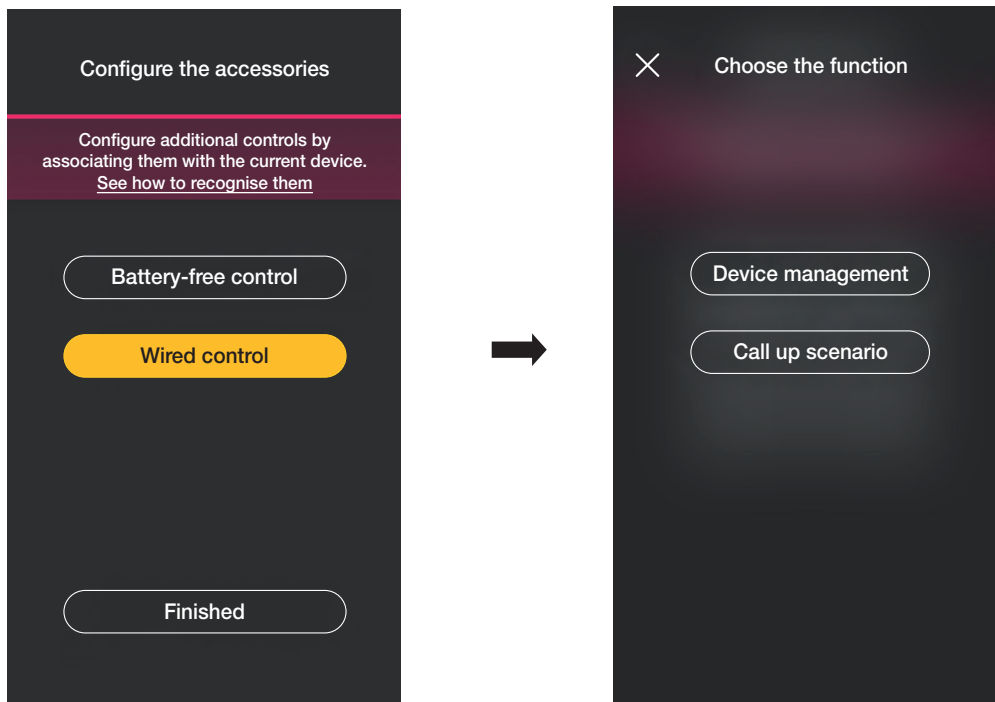 Configure the accessories
Configure additional controls by
associating them with the current device.
See how to recognise them
Battery-free control
Wired control
Finished
Choose the function
Device management
Call up scenario